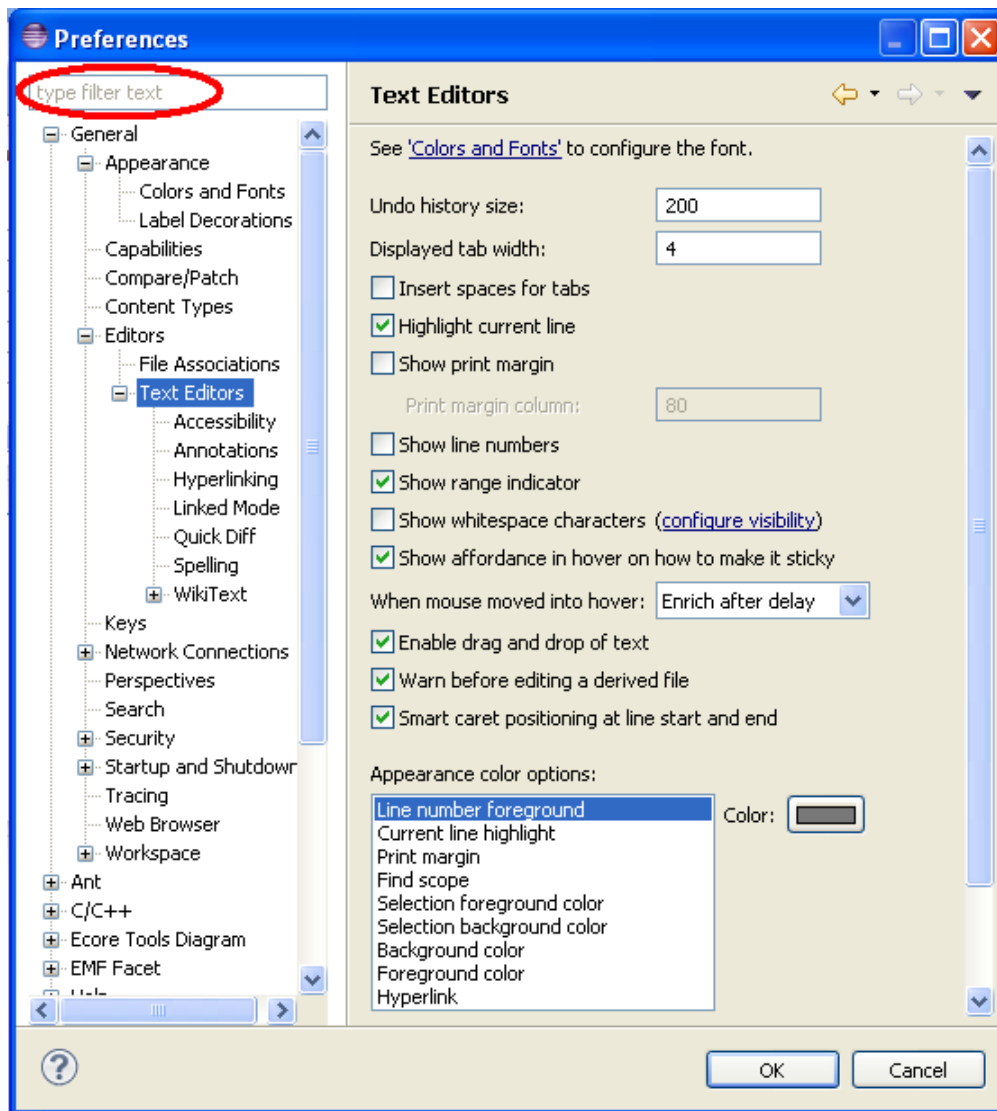 Preferences
type filter text
General
Appearance
Colors and Fonts
Label Decorations
Capabilities
Compare/Patch
Content Types
Editors
File Associations
Text Editors
Accessibility
Annotations
Hyperlinking
Linked Mode
Quick Diff
Spelling
WikiText
Keys
Network Connections
Perspectives
Search
Security
Startup and Shutdown
Tracing
Web Browser
Workspace
Ant
C/C++
Ecore Tools Diagram
EMF Facet
Text Editors
See 'Colors and Fonts' to configure the font.
Undo history size: 200
Displayed tab width: 4
Insert spaces for tabs
Highlight current line
Show print margin
Print margin column: 80
Show line numbers
Show range indicator
Show whitespace characters (configure visibility)
Show affordance in hover on how to make it sticky
When mouse moved into hover: Enrich after delay
Enable drag and drop of text
Warn before editing a derived file
Smart caret positioning at line start and end
Appearance color options:
Line number foreground
Current line highlight
Print margin
Find scope
Selection foreground color
Selection background color
Background color
Foreground color
Hyperlink
Color:
?
OK
Cancel